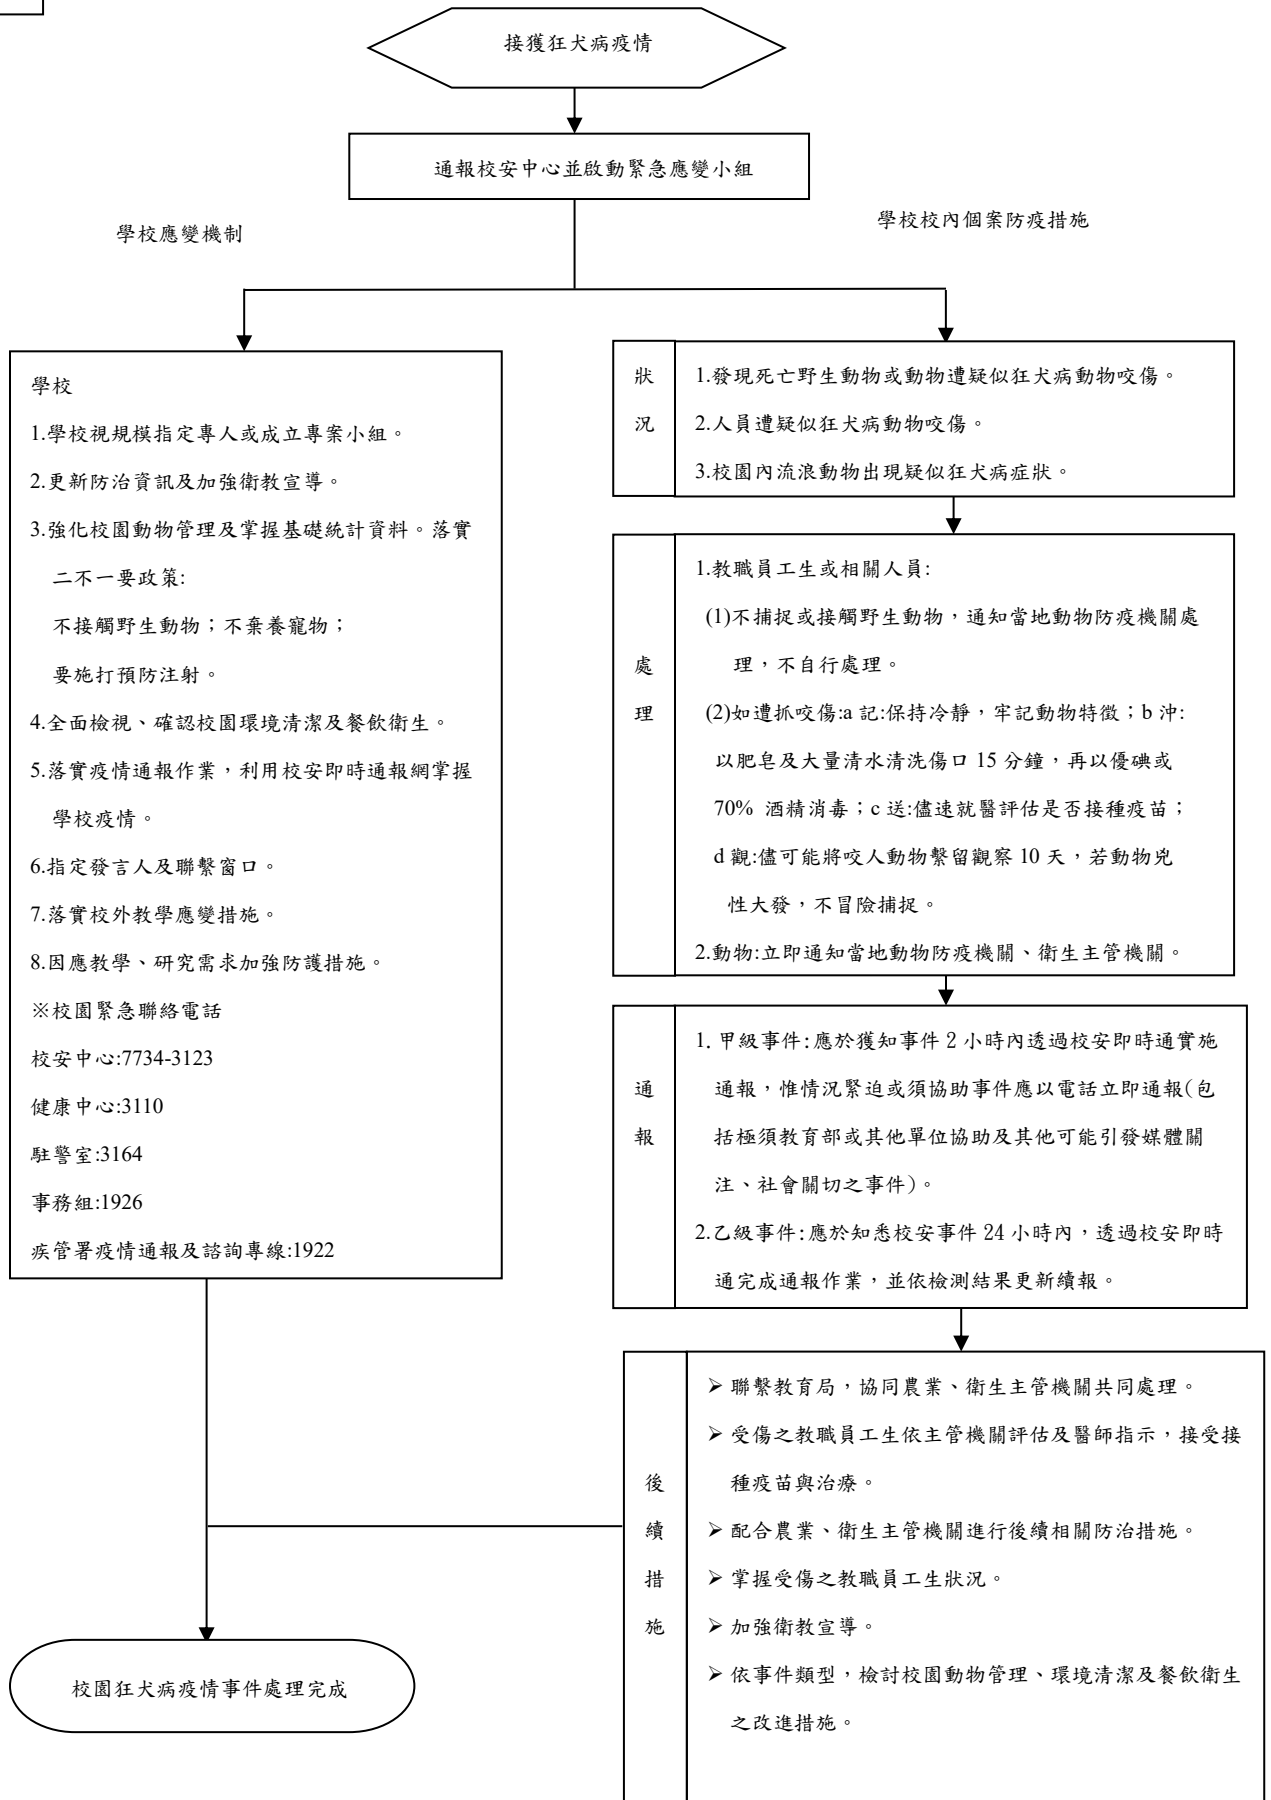 接獲狂犬病疫情
通報校安中心並啟動緊急應變小組
學校應變機制
學校校內個案防疫措施
學校
1.學校視規模指定專人或成立專案小組。
2.更新防治資訊及加強衛教宣導。
3.強化校園動物管理及掌握基礎統計資料。落實
二不一要政策:
不接觸野生動物；不棄養寵物；
要施打預防注射。
4.全面檢視、確認校園環境清潔及餐飲衛生。
5.落實疫情通報作業，利用校安即時通報網掌握
學校疫情。
6.指定發言人及聯繫窗口。
7.落實校外教學應變措施。
8.因應教學、研究需求加強防護措施。
※校園緊急聯絡電話
校安中心:7734-3123
健康中心:3110
駐警室:3164
事務組:1926
疾管署疫情通報及諮詢專線:1922
狀況
1.發現死亡野生動物或動物遭疑似狂犬病動物咬傷。
2.人員遭疑似狂犬病動物咬傷。
3.校園內流浪動物出現疑似狂犬病症狀。
處理
1.教職員工生或相關人員:
(1)不捕捉或接觸野生動物，通知當地動物防疫機關處
理，不自行處理。
(2)如遭抓咬傷:a 記:保持冷靜，牢記動物特徵；b 沖:
以肥皂及大量清水清洗傷口 15 分鐘，再以優碘或
70% 酒精消毒；c 送:儘速就醫評估是否接種疫苗；
d 觀:儘可能將咬人動物繫留觀察 10 天，若動物兇
性大發，不冒險捕捉。
2.動物:立即通知當地動物防疫機關、衛生主管機關。
通報
1. 甲級事件:應於獲知事件 2 小時內透過校安即時通實施
通報，惟情況緊迫或須協助事件應以電話立即通報(包
括極須教育部或其他單位協助及其他可能引發媒體關
注、社會關切之事件)。
2.乙級事件:應於知悉校安事件 24 小時內，透過校安即時
通完成通報作業，並依檢測結果更新續報。
後續措施
➢ 聯繫教育局，協同農業、衛生主管機關共同處理。
➢ 受傷之教職員工生依主管機關評估及醫師指示，接受接
種疫苗與治療。
➢ 配合農業、衛生主管機關進行後續相關防治措施。
➢ 掌握受傷之教職員工生狀況。
➢ 加強衛教宣導。
➢ 依事件類型，檢討校園動物管理、環境清潔及餐飲衛生
之改進措施。
校園狂犬病疫情事件處理完成